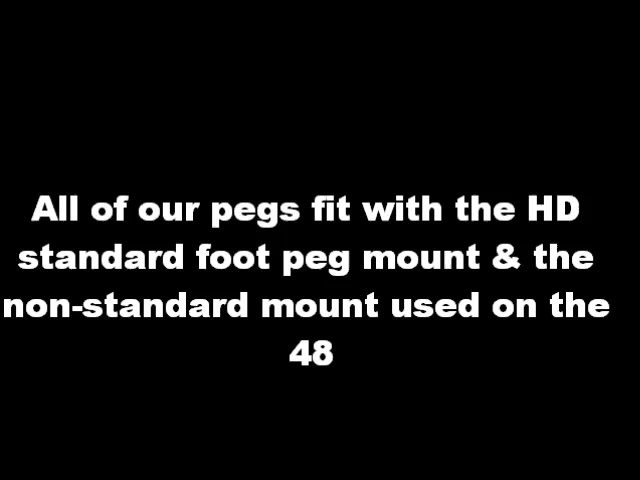 All of our pegs fit with the HD
standard foot peg mount & the
non-standard mount used on the
48